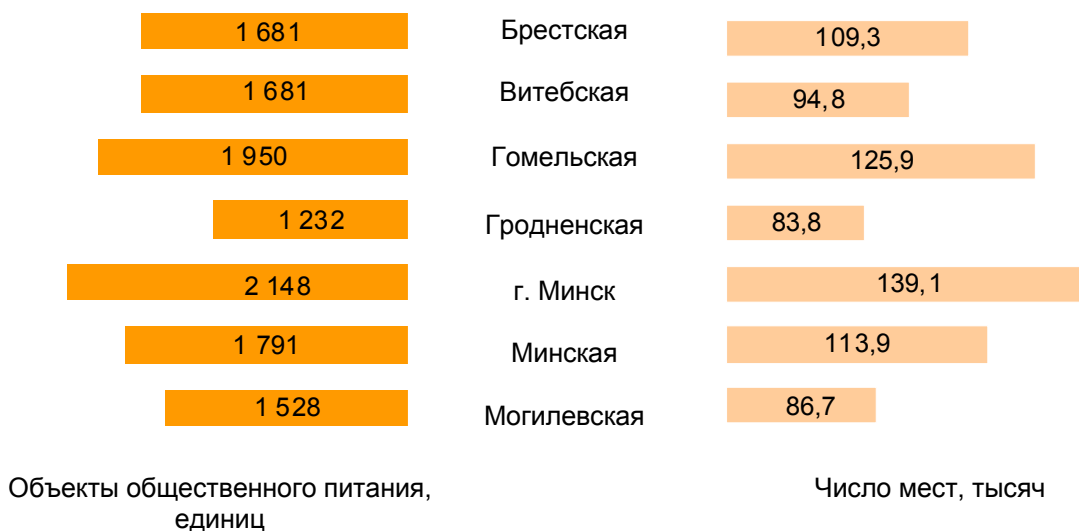 1 681 Брестская 109,3
1 681 Витебская 94,8
1 950 Гомельская 125,9
1 232 Гродненская 83,8
2 148 г. Минск 139,1
1 791 Минская 113,9
1 528 Могилевская 86,7
Объекты общественного питания,
единиц
Число мест, тысяч